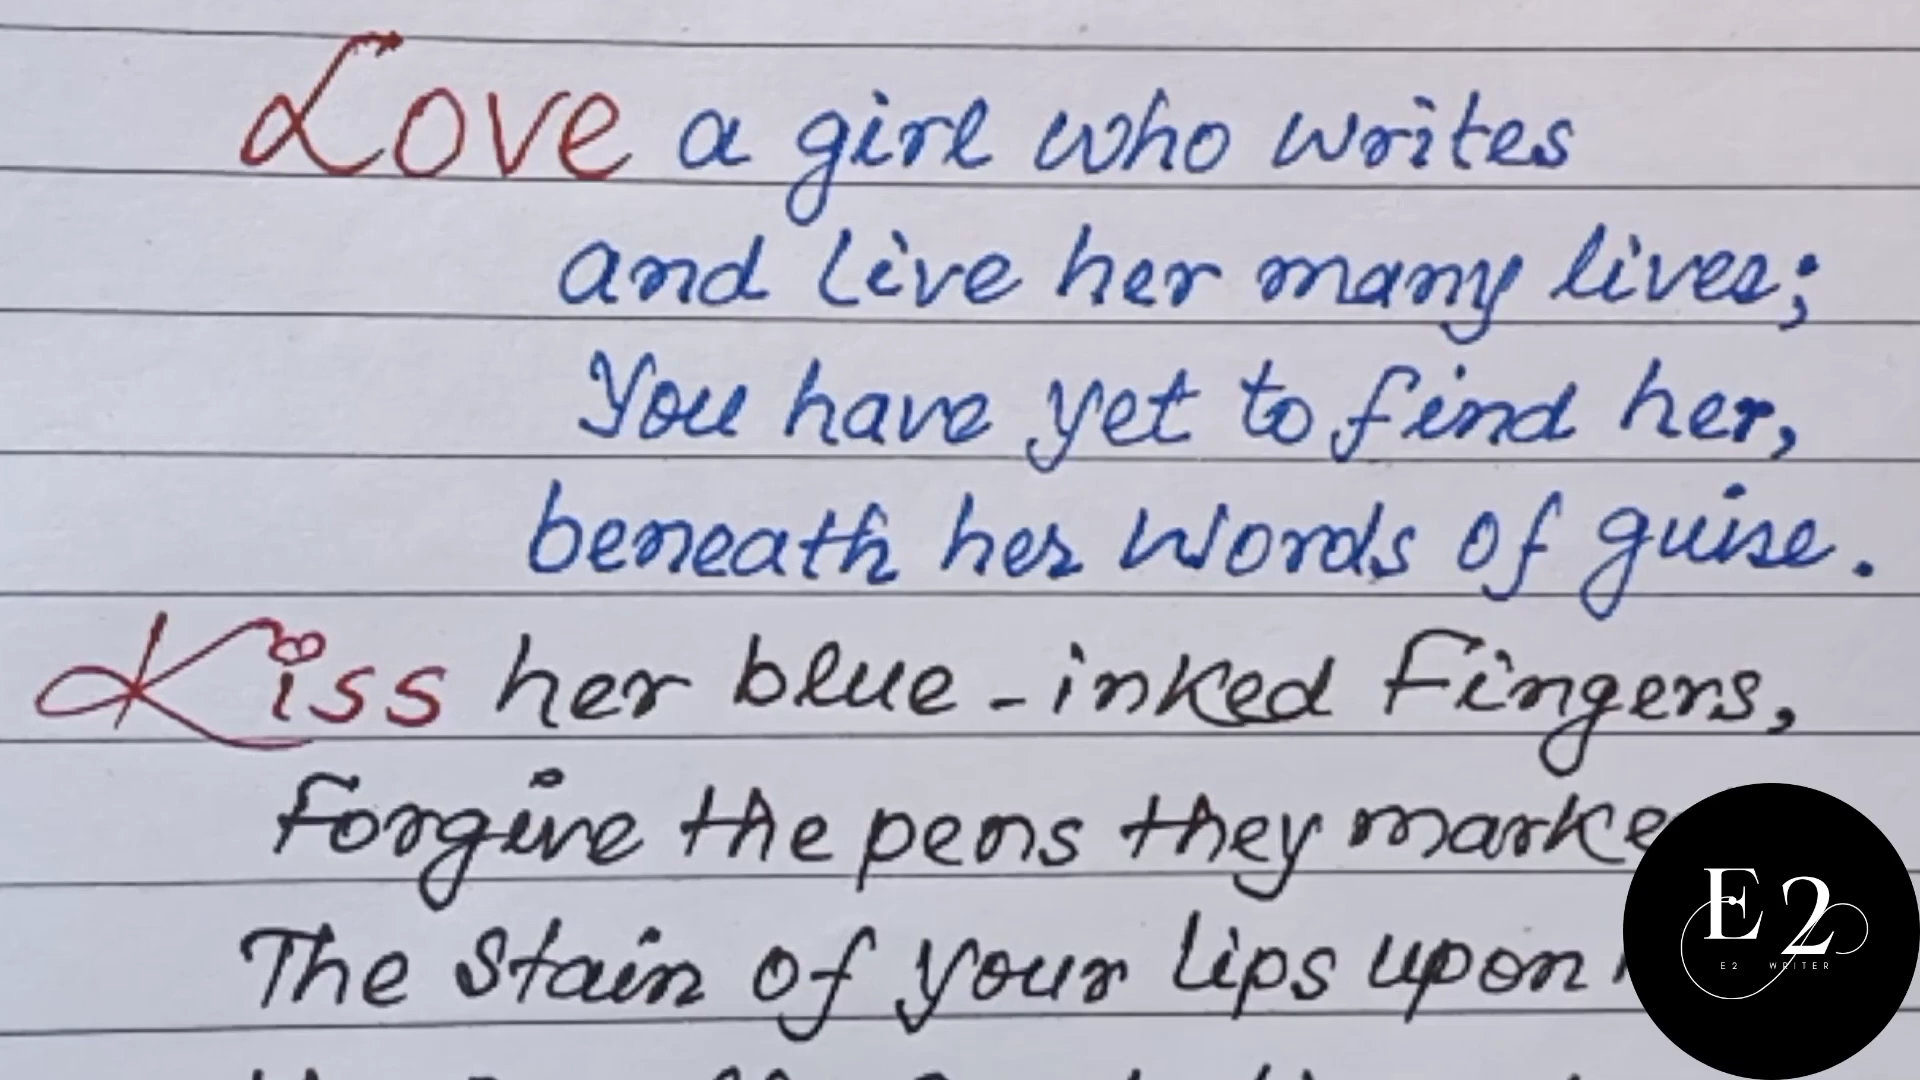 Love a girl who writes
and live her many lives;
You have yet to find her,
beneath her words of guise.
Kiss her blue-inked fingers,
forgive the pens they marke
The stain of your lips upon
E2
E2 WRITER